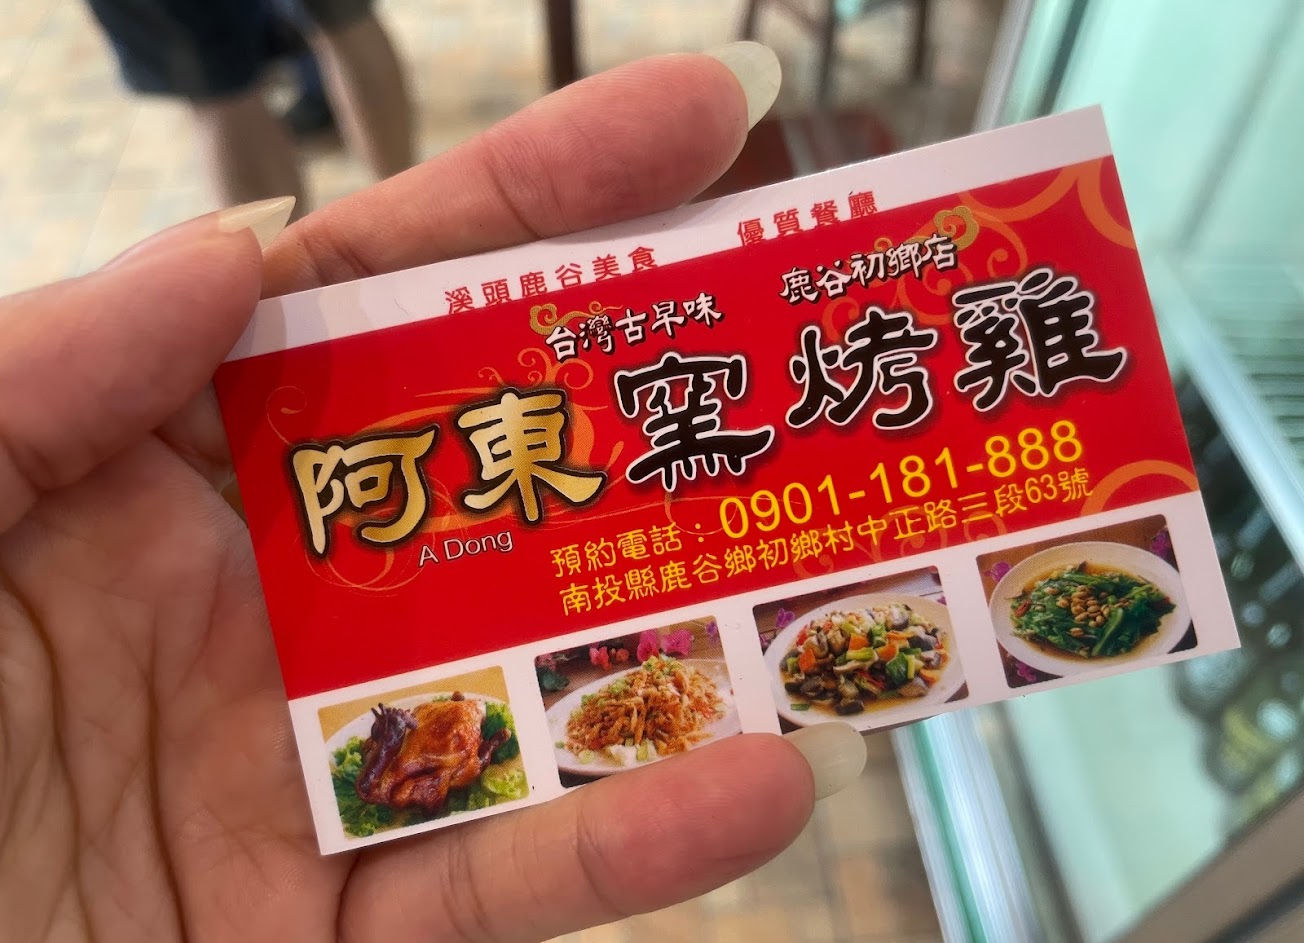 溪頭鹿谷美食 優質餐廳
台灣古早味 鹿谷初鄉店
阿東窯烤雞
A Dong
預約電話：0901-181-888
南投縣鹿谷鄉初鄉村中正路三段63號